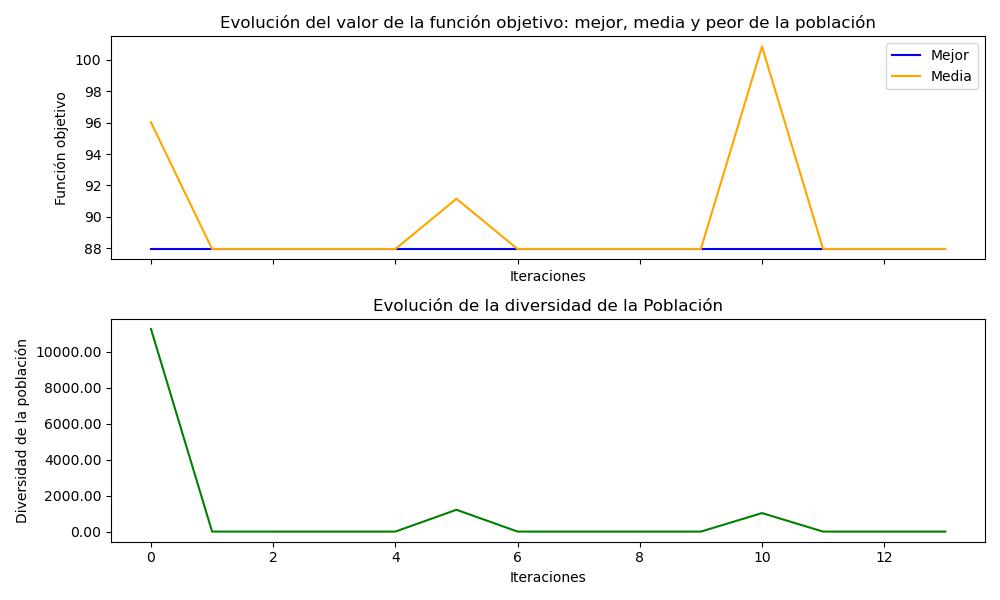 Evolución del valor de la función objetivo: mejor, media y peor de la población
Mejor
Media
Función objetivo
100
98
96
94
92
90
88
Iteraciones
Evolución de la diversidad de la Población
Diversidad de la población
10000.00
8000.00
6000.00
4000.00
2000.00
0.00
0 2 4 6 8 10 12
Iteraciones